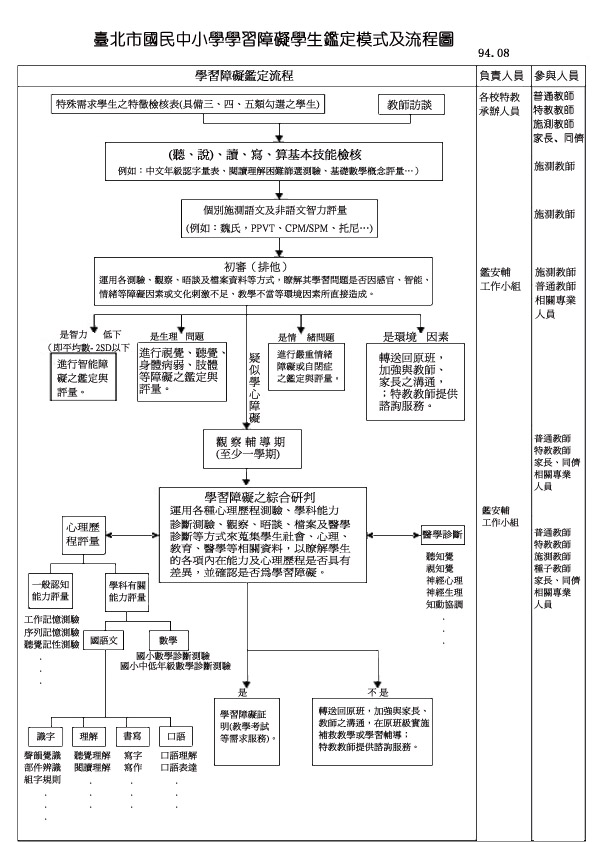 臺北市國民中小學學習障礙學生鑑定模式及流程圖
94.08
學習障礙鑑定流程
負責人員
參與人員
特殊需求學生之特徵檢核表(具備三、四、五類勾選之學生)
教師訪談
各校特教
承辦人員
普通教師
特教教師
施測教師
家長、同儕
(聽、說)、讀、寫、算基本技能檢核
例如：中文年級認字量表、閱讀理解困難篩選測驗、基礎數學概念評量…）
施測教師
個別施測語文及非語文智力評量
(例如：魏氏，PPVT、CPM/SPM、托尼…)
施測教師
初審（排他）
運用各測驗、觀察、晤談及檔案資料等方式，瞭解其學習問題是否因感官、智能、
情緒等障礙因素或文化刺激不足、教學不當等環境因素所直接造成。
鑑安輔
工作小組
施測教師
普通教師
相關專業
人員
是智力 低下
（即平均數- 2SD以下
進行智能障
礙之鑑定與
評量。
是生理 問題
進行視覺、聽覺、
身體病弱、肢體
等障礙之鑑定與
評量。
疑似學心障礙
是情 緒問題
進行嚴重情緒
障礙或自閉症
之鑑定與評量。
是環境 因素
轉送回原班，
加強與教師、
家長之溝通，
；特教教師提供
諮詢服務。
觀察輔導期
(至少一學期)
普通教師
特教教師
家長、同儕
相關專業
人員
學習障礙之綜合研判
運用各種心理歷程測驗、學科能力
診斷測驗、觀察、晤談、檔案及醫學
診斷等方式來蒐集學生社會、心理、
教育、醫學等相關資料，以瞭解學生
的各項內在能力及心理歷程是否具有
差異，並確認是否為學習障礙。
鑑安輔
工作小組
普通教師
特教教師
施測教師
種子教師
家長、同儕
相關專業
人員
心理歷
程評量
醫學診斷
聽知覺
視知覺
神經心理
神經生理
知動協調
.
.
.
一般認知
能力評量
學科有關
能力評量
工作記憶測驗
序列記憶測驗
聽覺記性測驗
.
.
.
國語文
數學
國小數學診斷測驗
國小中低年級數學診斷測驗
是
學習障礙証
明(教學考試
等需求服務)。
不是
轉送回原班，加強與家長、
教師之溝通，在原班級實施
補救教學或學習輔導；
特教教師提供諮詢服務。
識字
理解
書寫
口語
聲韻覺識
部件辨識
組字規則
.
.
.
聽覺理解
閱讀理解
.
.
.
寫字
寫作
.
.
.
口語理解
口語表達
.
.
.